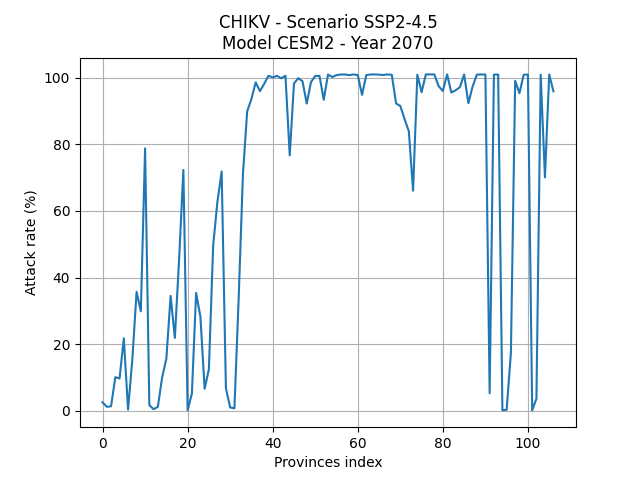 CHIKV - Scenario SSP2-4.5
Model CESM2 - Year 2070
Attack rate (%)
100
80
60
40
20
0
0 20 40 60 80 100
Provinces index